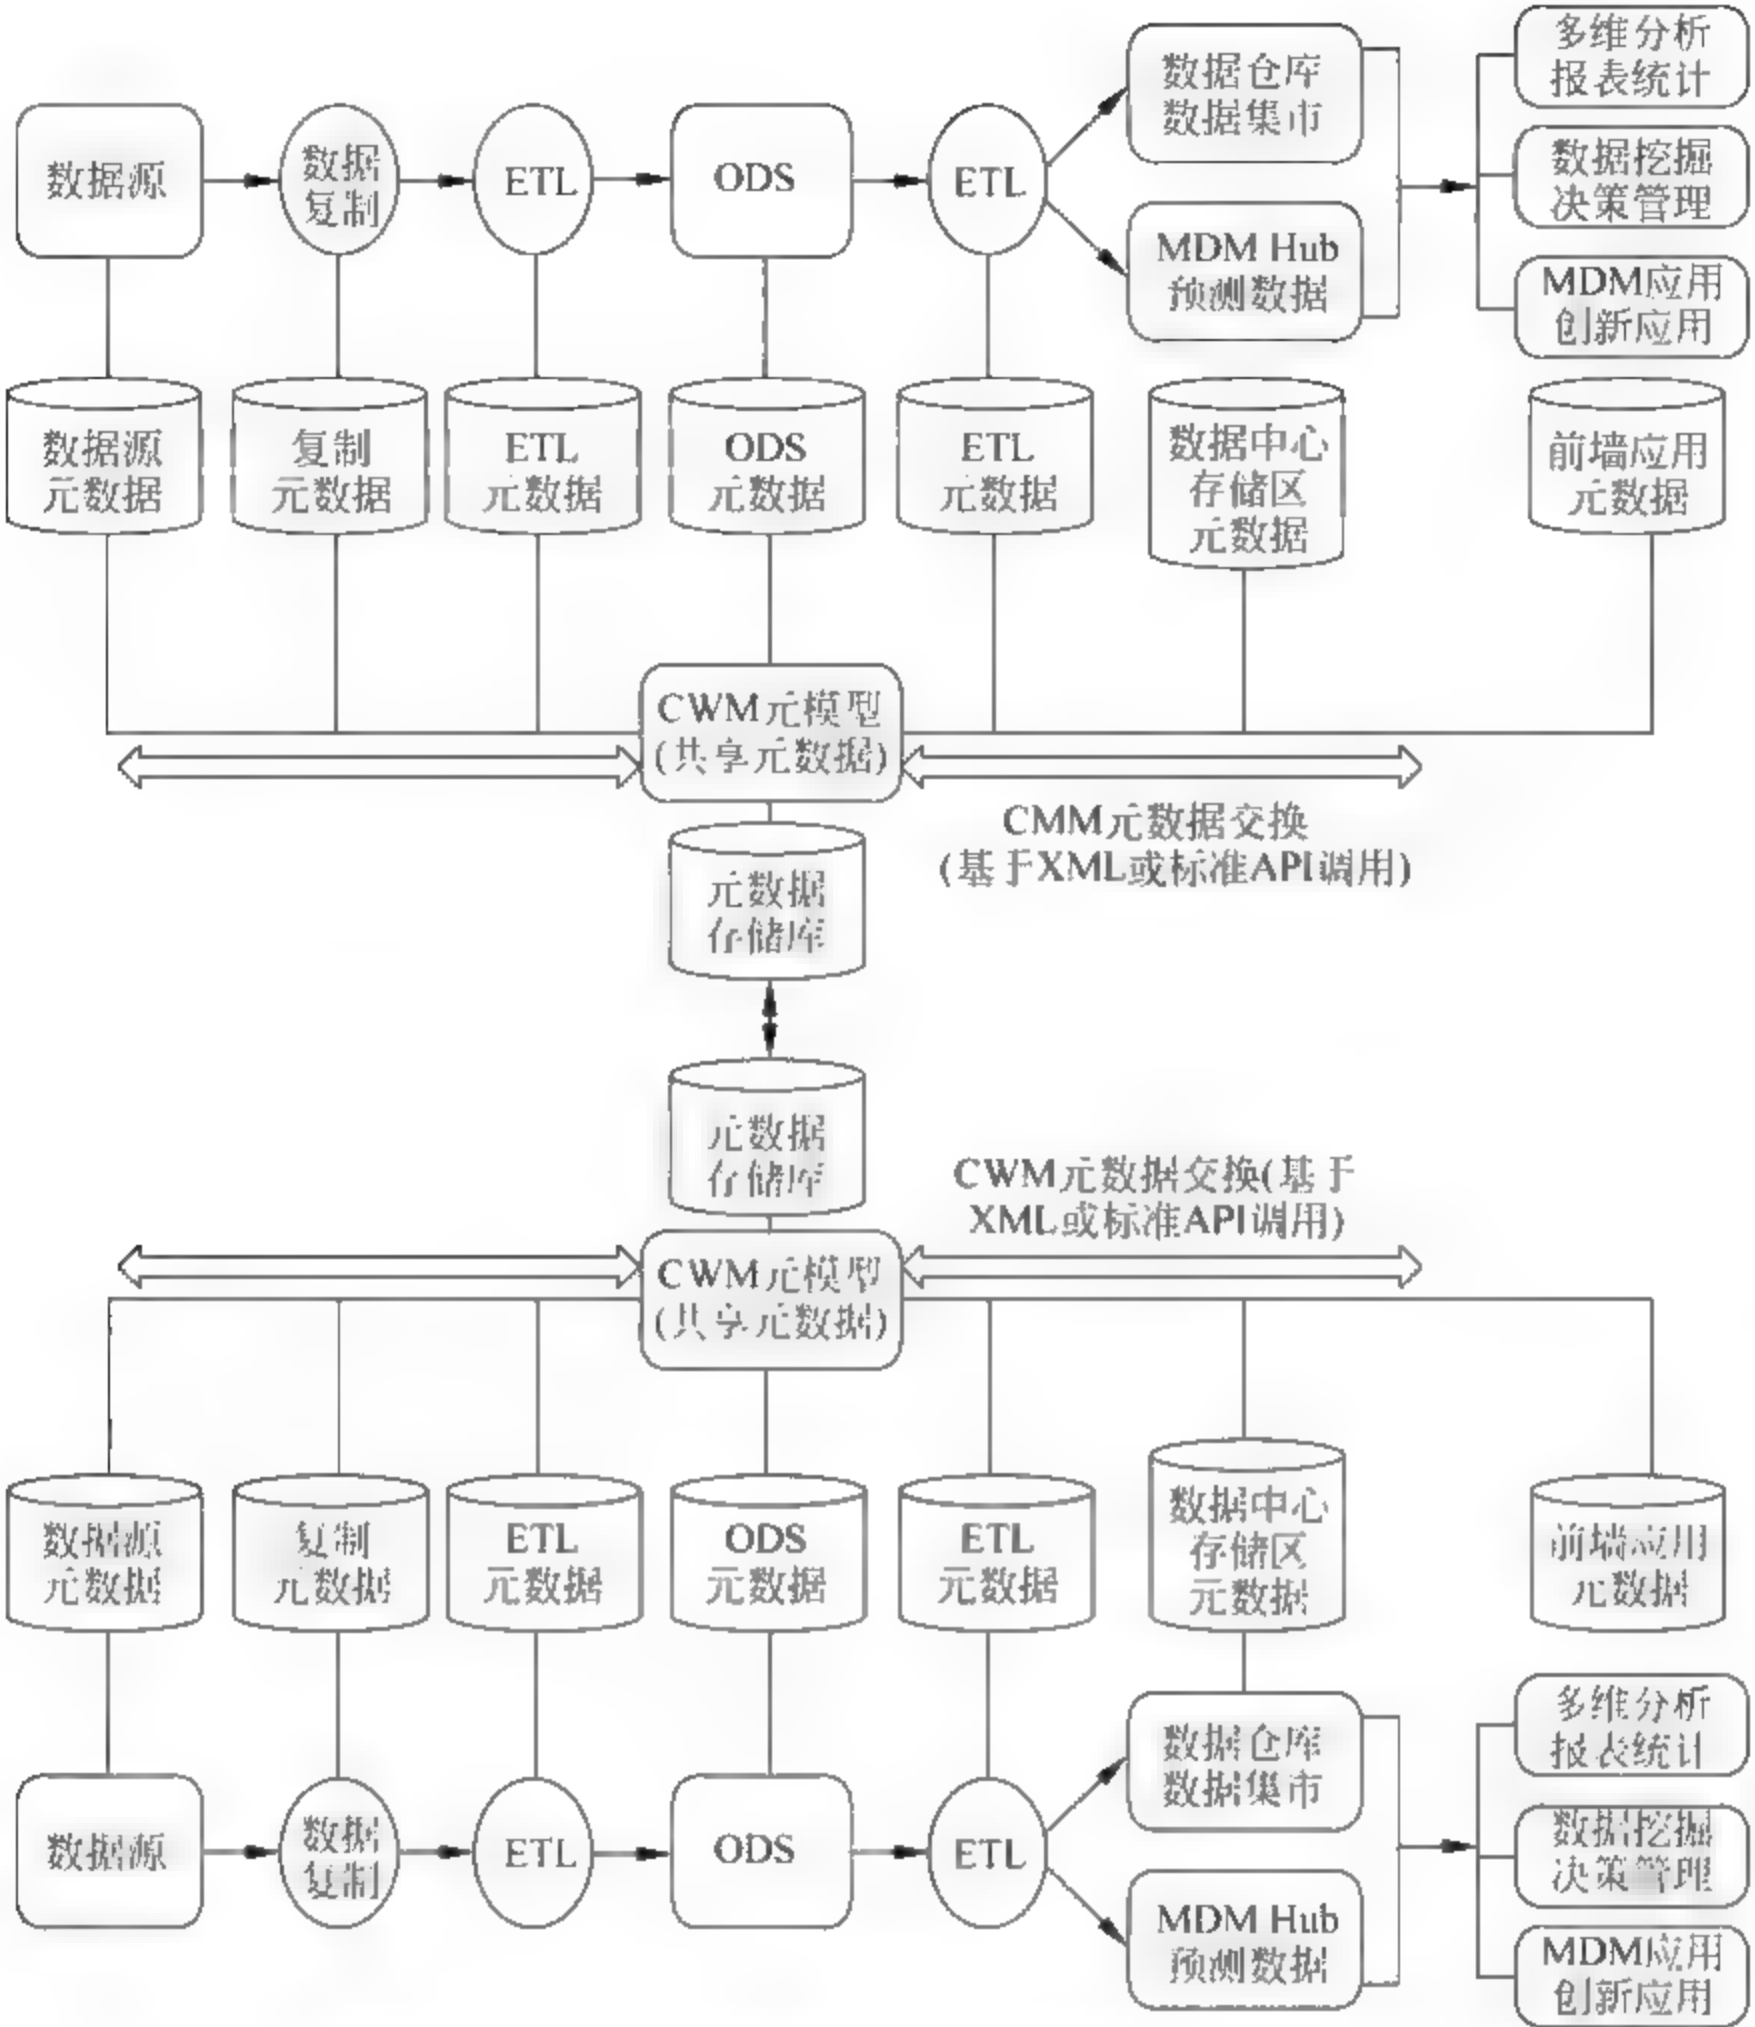 数据源
数据
复制
ETL
ODS
ETL
数据仓库
数据集市
MDM Hub
预测数据
多维分析
报表统计
数据挖掘
决策管理
MDM应用
创新应用
数据源
元数据
复制
元数据
ETL
元数据
ODS
元数据
ETL
元数据
数据中心
存储区
元数据
前墙应用
元数据
CWM元模型
(共享元数据)
CMM元数据交换
(基于XML或标准API调用)
元数据
存储库
元数据
存储库
CWM元数据交换(基于
XML或标准API调用)
CWM元模型
(共享元数据)
数据源
元数据
复制
元数据
ETL
元数据
ODS
元数据
ETL
元数据
数据中心
存储区
元数据
前墙应用
元数据
数据源
数据
复制
ETL
ODS
ETL
数据仓库
数据集市
MDM Hub
预测数据
多维分析
报表统计
数据挖掘
决策管理
MDM应用
创新应用